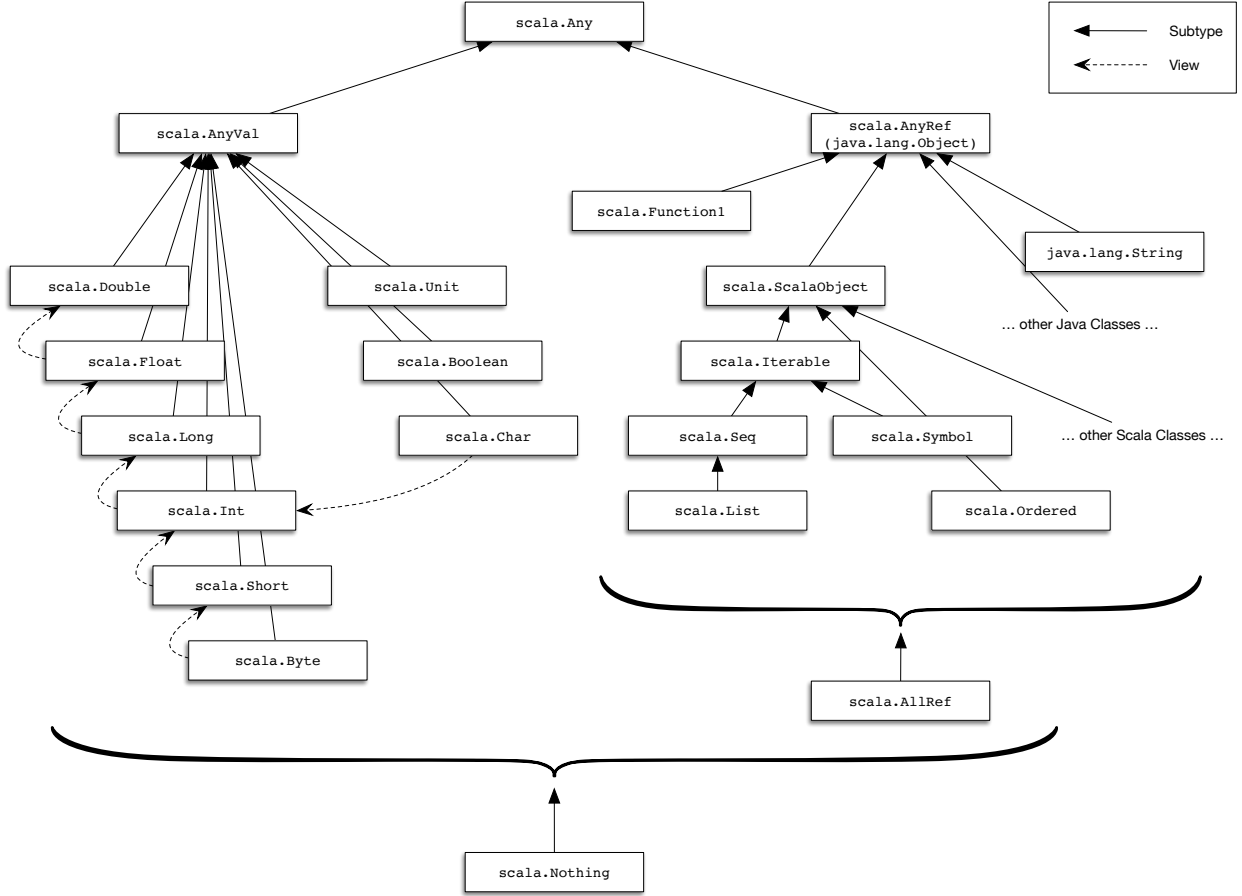 scala.Any
Subtype
View
scala.AnyVal
scala.AnyRef
(java.lang.Object)
scala.Function1
java.lang.String
scala.Double
scala.Unit
scala.ScalaObject
… other Java Classes …
scala.Float
scala.Boolean
scala.Iterable
scala.Long
scala.Char
scala.Seq
scala.Symbol
… other Scala Classes …
scala.Int
scala.List
scala.Ordered
scala.Short
scala.Byte
scala.AllRef
scala.Nothing